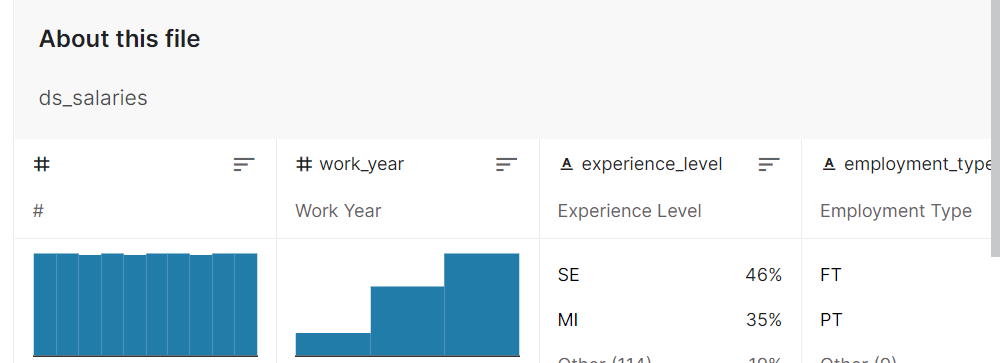 About this file
ds_salaries
# work_year experience_level employment_type
# Work Year Experience Level Employment Type
SE 46% FT
MI 35% PT
Other (114) 19% Other (9)